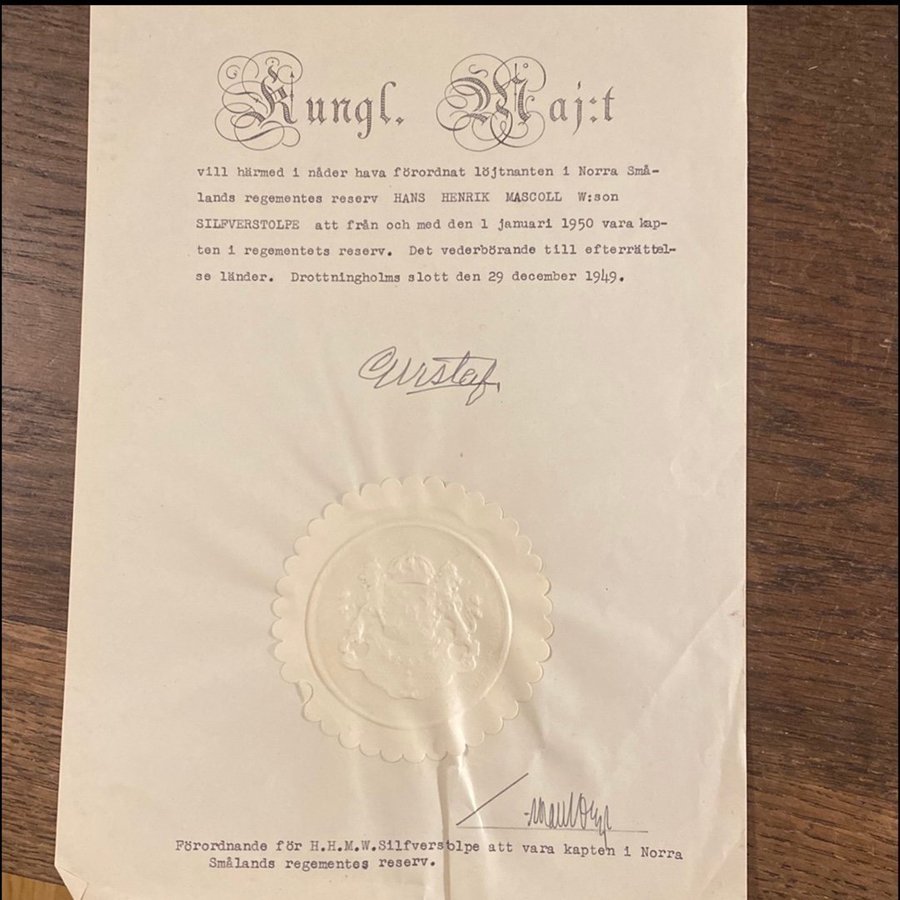 Kungl. Maj:t
vill härmed i nåder hava förordnat löjtnanten i Norra Små-
lands regementes reserv HANS HENRIK MASCOLL W:son
SILFVERSTOLPE att från och med den 1 januari 1950 vara kap-
ten i regementets reserv. Det vederbörande till efterrättel-
se länder. Drottningholms slott den 29 december 1949.
Gustaf
Förordnande för H.H.M.W.Silfverstolpe att vara kapten i Norra
Smålands regementes reserv.